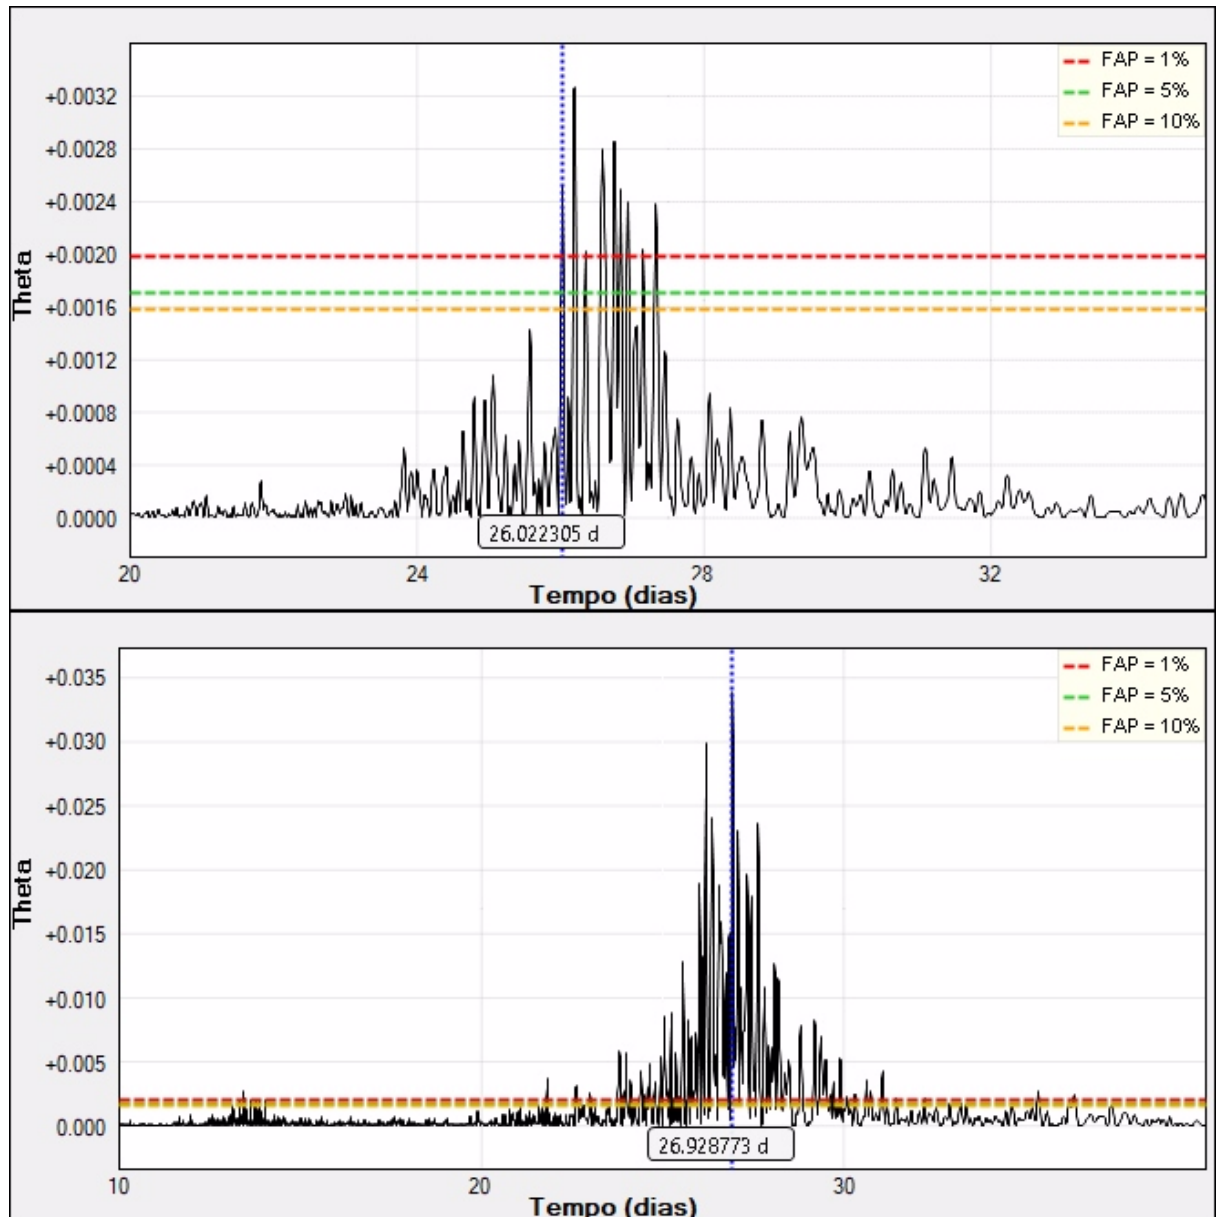 FAP = 1%
FAP = 5%
FAP = 10%
+0.0032
+0.0028
+0.0024
+0.0020
+0.0016
+0.0012
+0.0008
+0.0004
0.0000
Theta
26.022305 d
20 24 28 32
Tempo (dias)
FAP = 1%
FAP = 5%
FAP = 10%
+0.035
+0.030
+0.025
+0.020
+0.015
+0.010
+0.005
0.000
Theta
26.928773 d
10 20 30
Tempo (dias)